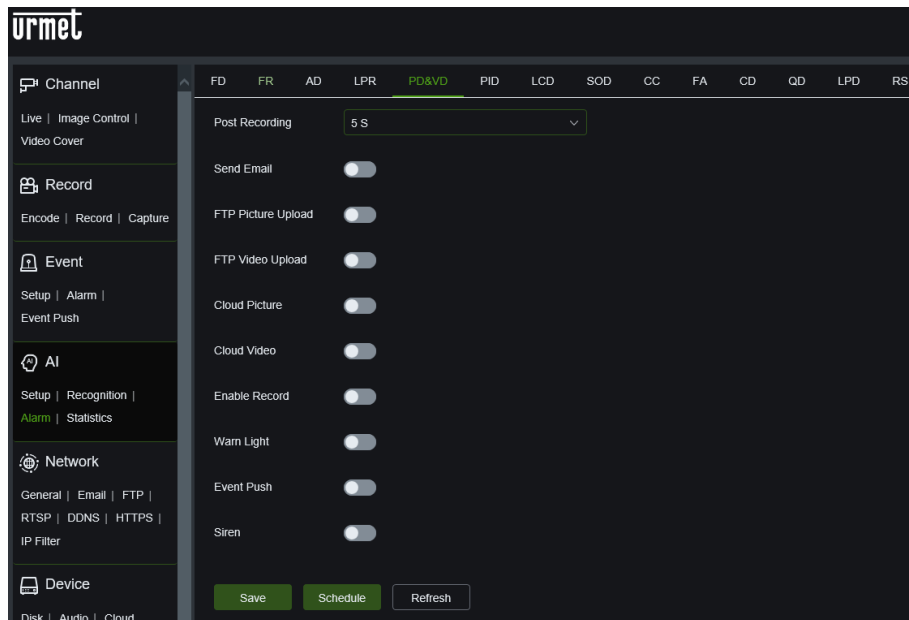 urmet
Channel
Live | Image Control |
Video Cover
Record
Encode | Record | Capture
Event
Setup | Alarm |
Event Push
AI
Setup | Recognition |
Alarm | Statistics
Network
General | Email | FTP |
RTSP | DDNS | HTTPS |
IP Filter
Device
Disk | Audio | Cloud
FD FR AD LPR PD&VD PID LCD SOD CC FA CD QD LPD RS
Post Recording 5 S
Send Email
FTP Picture Upload
FTP Video Upload
Cloud Picture
Cloud Video
Enable Record
Warn Light
Event Push
Siren
Save Schedule Refresh